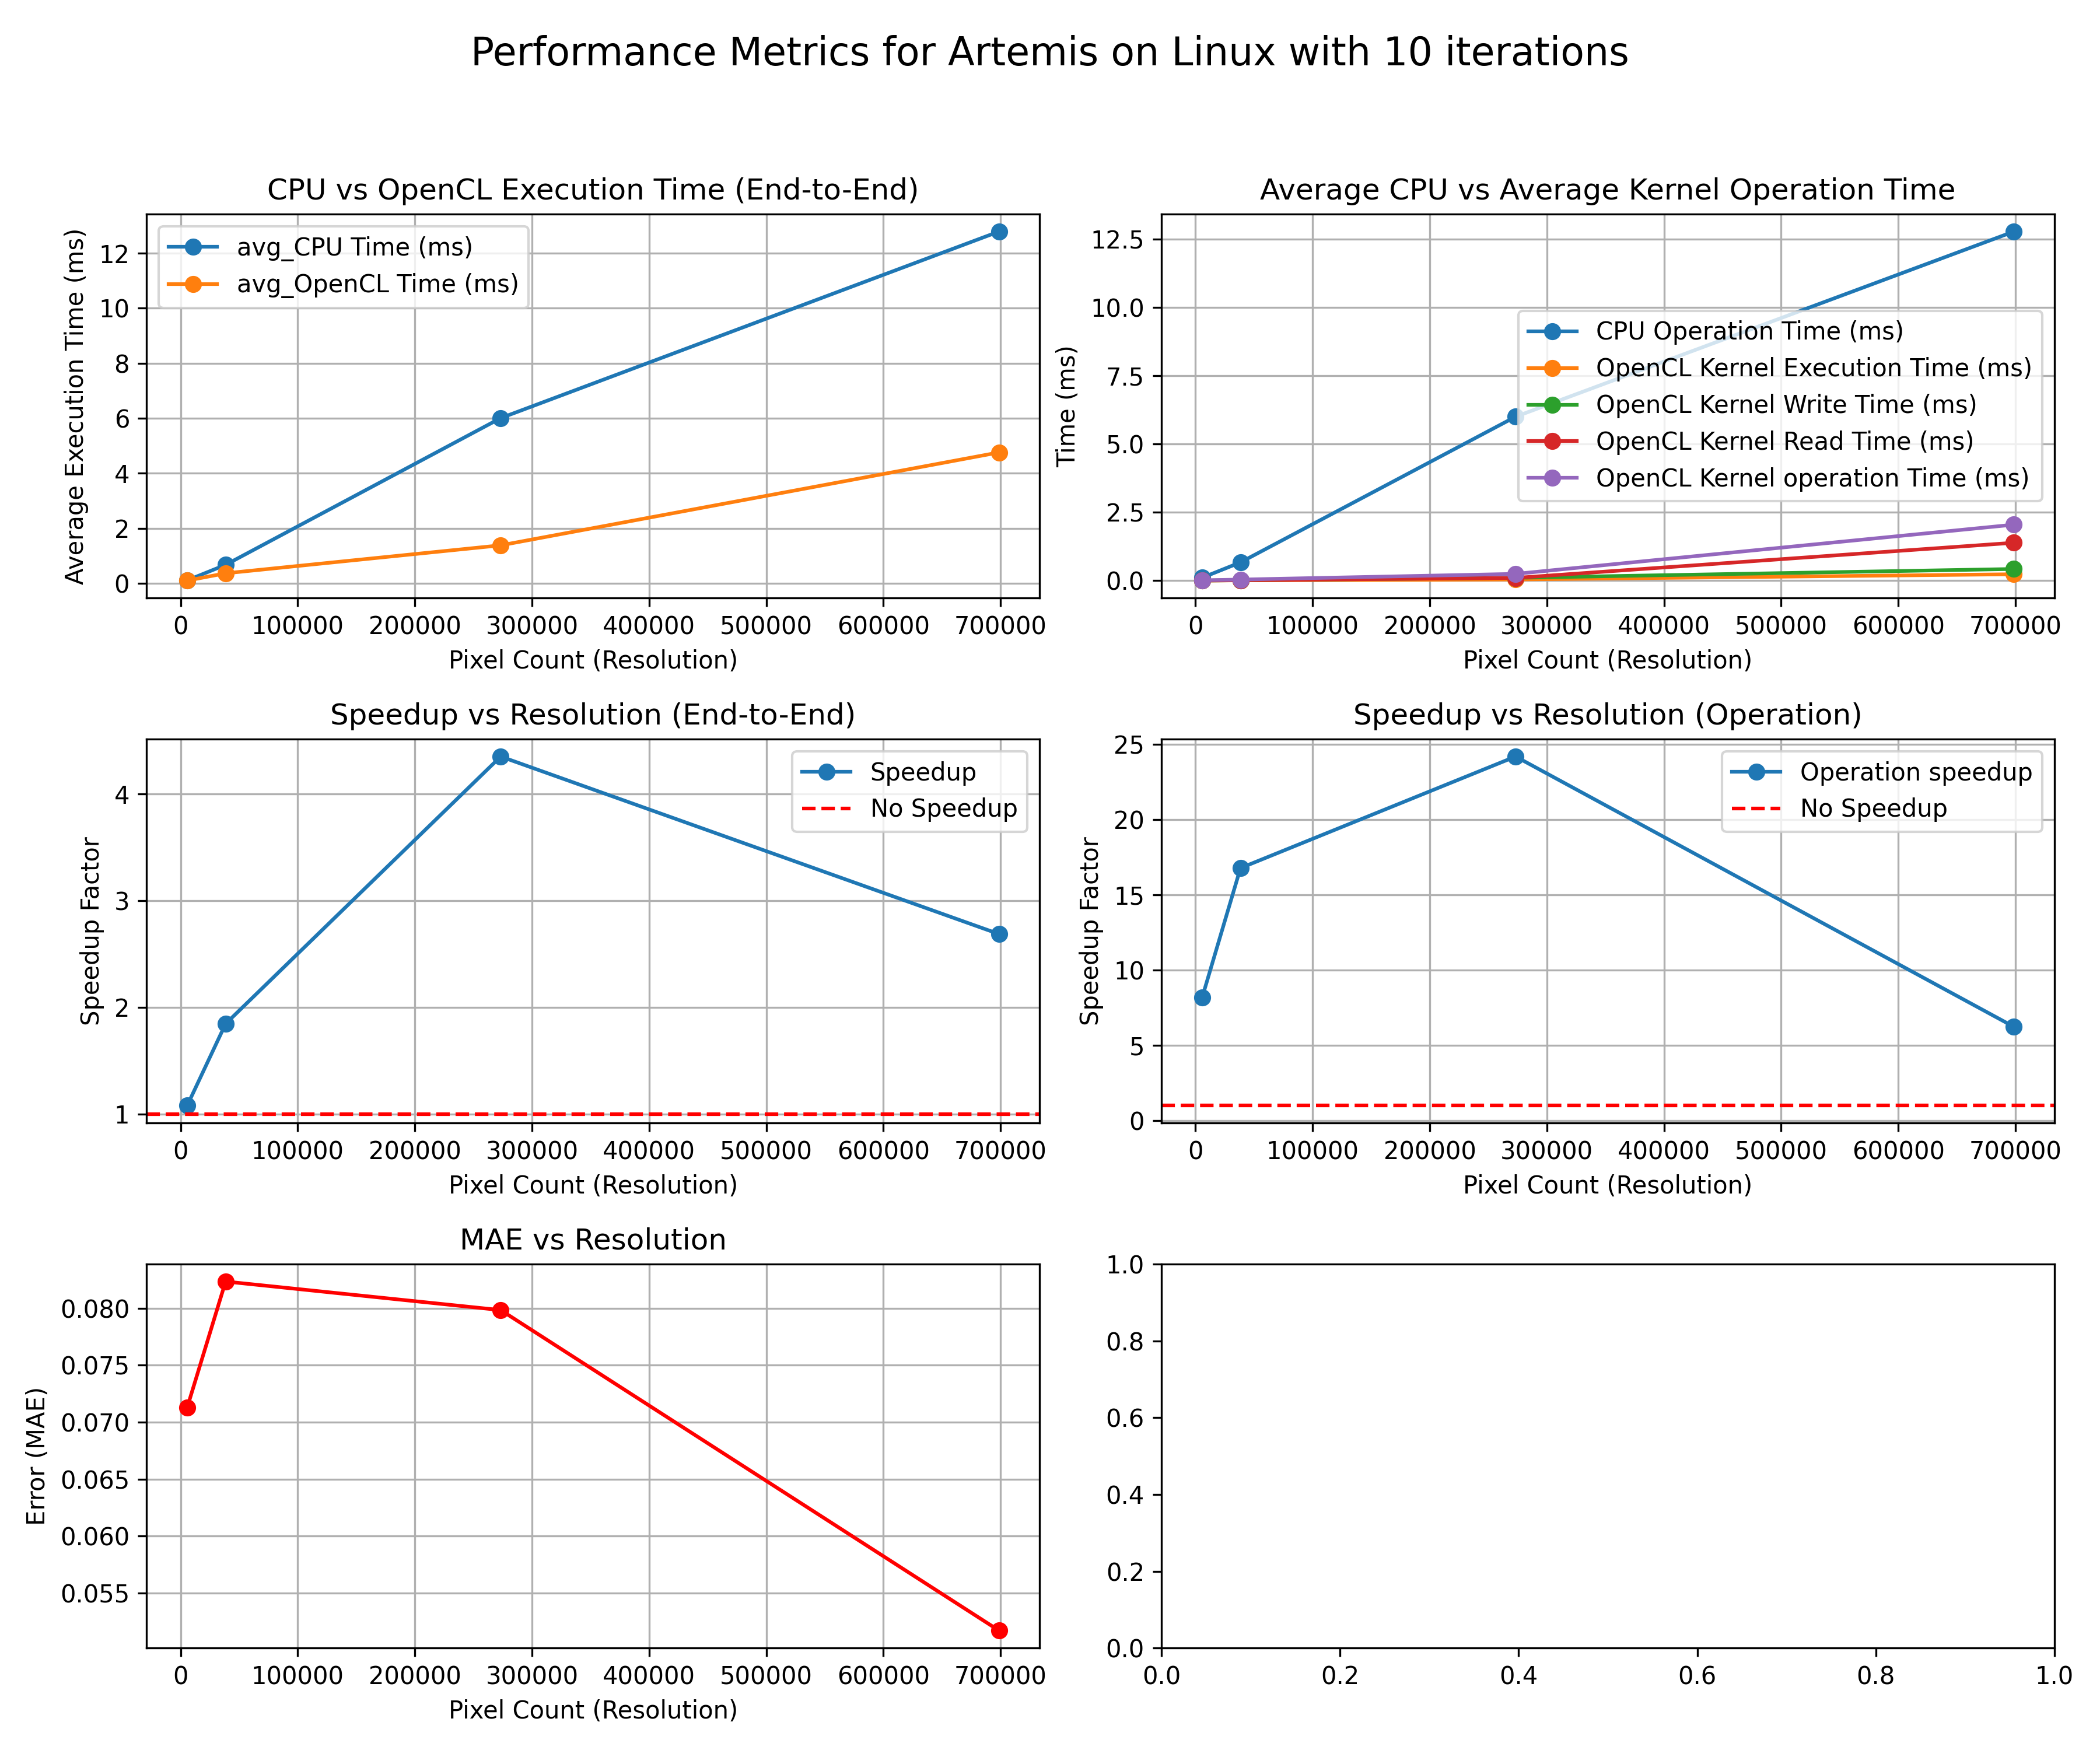 Performance Metrics for Artemis on Linux with 10 iterations
CPU vs OpenCL Execution Time (End-to-End)
Average Execution Time (ms)
12
10
8
6
4
2
0
avg_CPU Time (ms)
avg_OpenCL Time (ms)
0 100000 200000 300000 400000 500000 600000 700000
Pixel Count (Resolution)
Average CPU vs Average Kernel Operation Time
Time (ms)
12.5
10.0
7.5
5.0
2.5
0.0
CPU Operation Time (ms)
OpenCL Kernel Execution Time (ms)
OpenCL Kernel Write Time (ms)
OpenCL Kernel Read Time (ms)
OpenCL Kernel operation Time (ms)
0 100000 200000 300000 400000 500000 600000 700000
Pixel Count (Resolution)
Speedup vs Resolution (End-to-End)
Speedup Factor
4
3
2
1
Speedup
No Speedup
0 100000 200000 300000 400000 500000 600000 700000
Pixel Count (Resolution)
Speedup vs Resolution (Operation)
Speedup Factor
25
20
15
10
5
0
Operation speedup
No Speedup
0 100000 200000 300000 400000 500000 600000 700000
Pixel Count (Resolution)
MAE vs Resolution
Error (MAE)
0.080
0.075
0.070
0.065
0.060
0.055
0 100000 200000 300000 400000 500000 600000 700000
Pixel Count (Resolution)
1.0
0.8
0.6
0.4
0.2
0.0
0.0 0.2 0.4 0.6 0.8 1.0